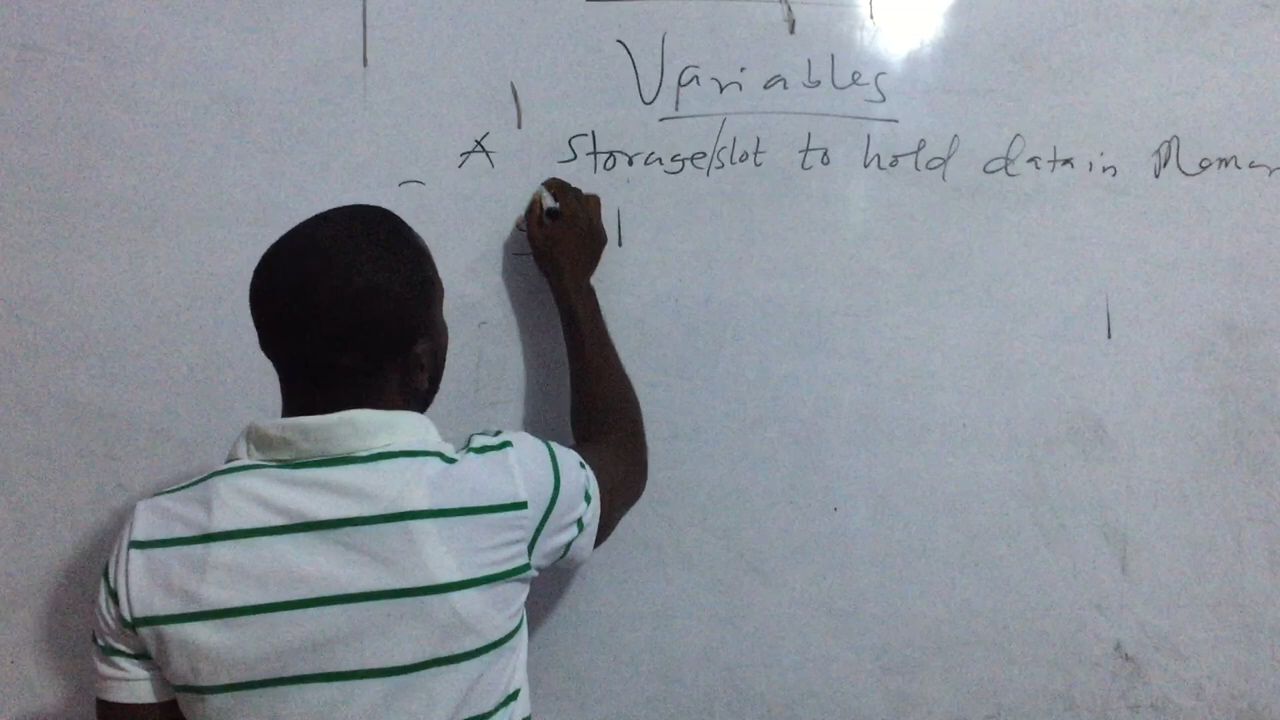 Variables
A Storage/slot to hold data in